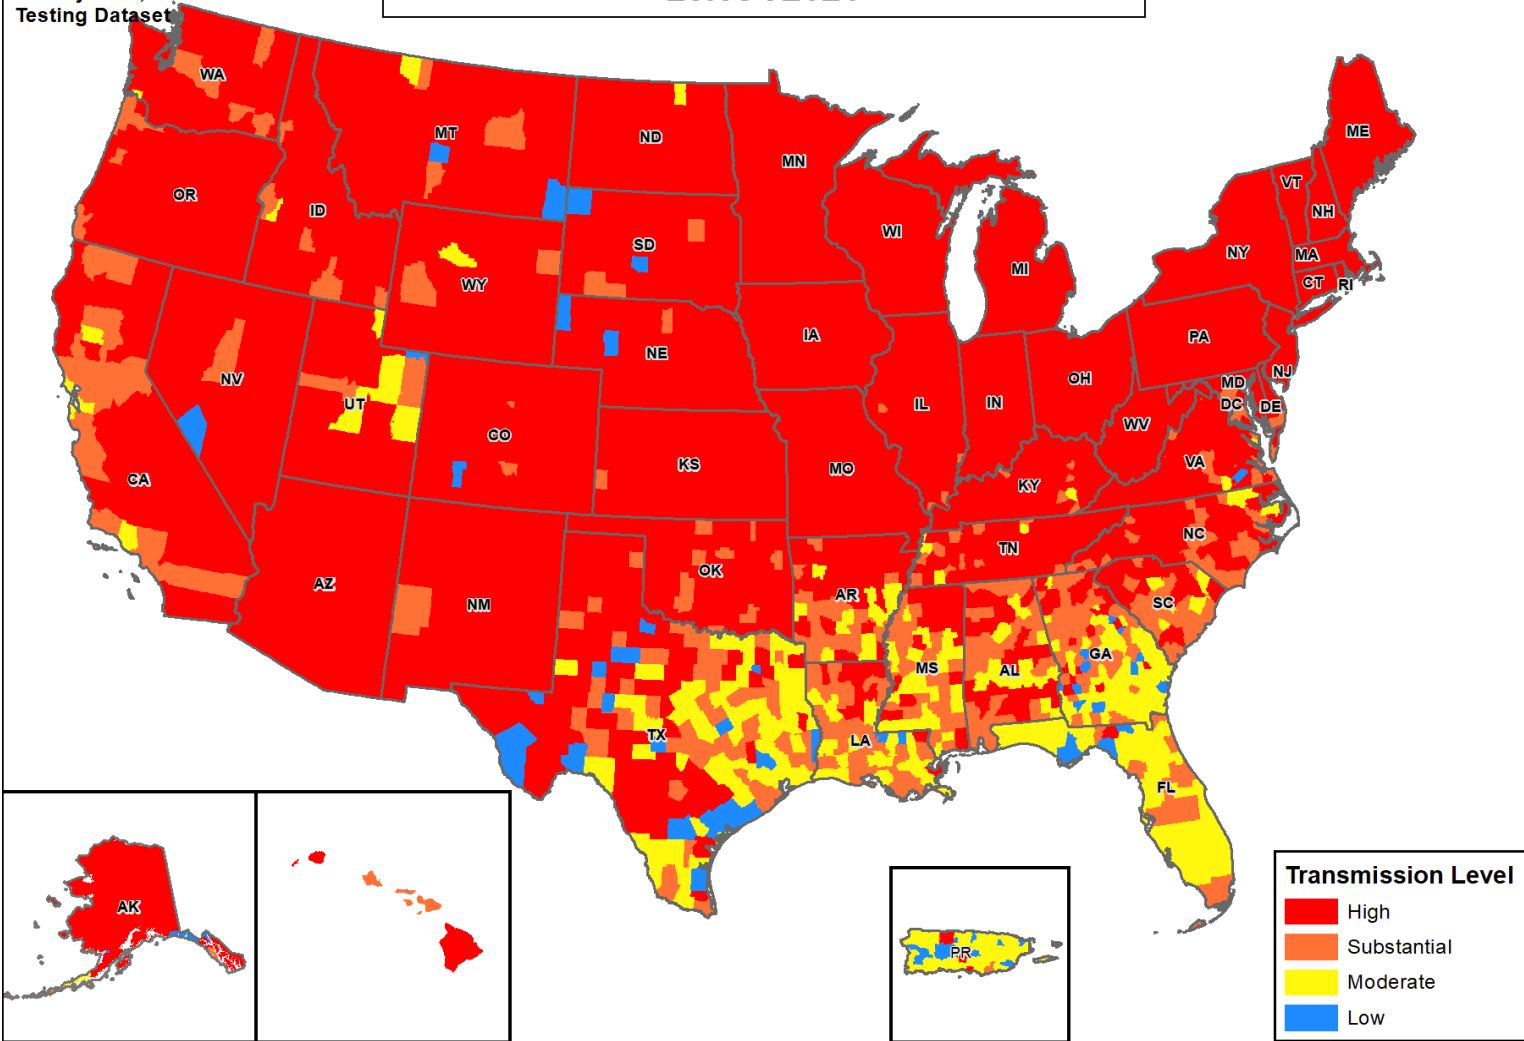 Testing Dataset
WA
MT
ND
MN
ME
OR
ID
WY
SD
WI
MI
NY
VT
NH
MA
CT
RI
IA
NE
PA
NJ
NV
UT
CO
KS
MO
IL
IN
OH
WV
MD
DC
DE
CA
VA
KY
NC
TN
AZ
NM
OK
AR
SC
MS
AL
GA
TX
LA
FL
AK
PR
Transmission Level
High
Substantial
Moderate
Low